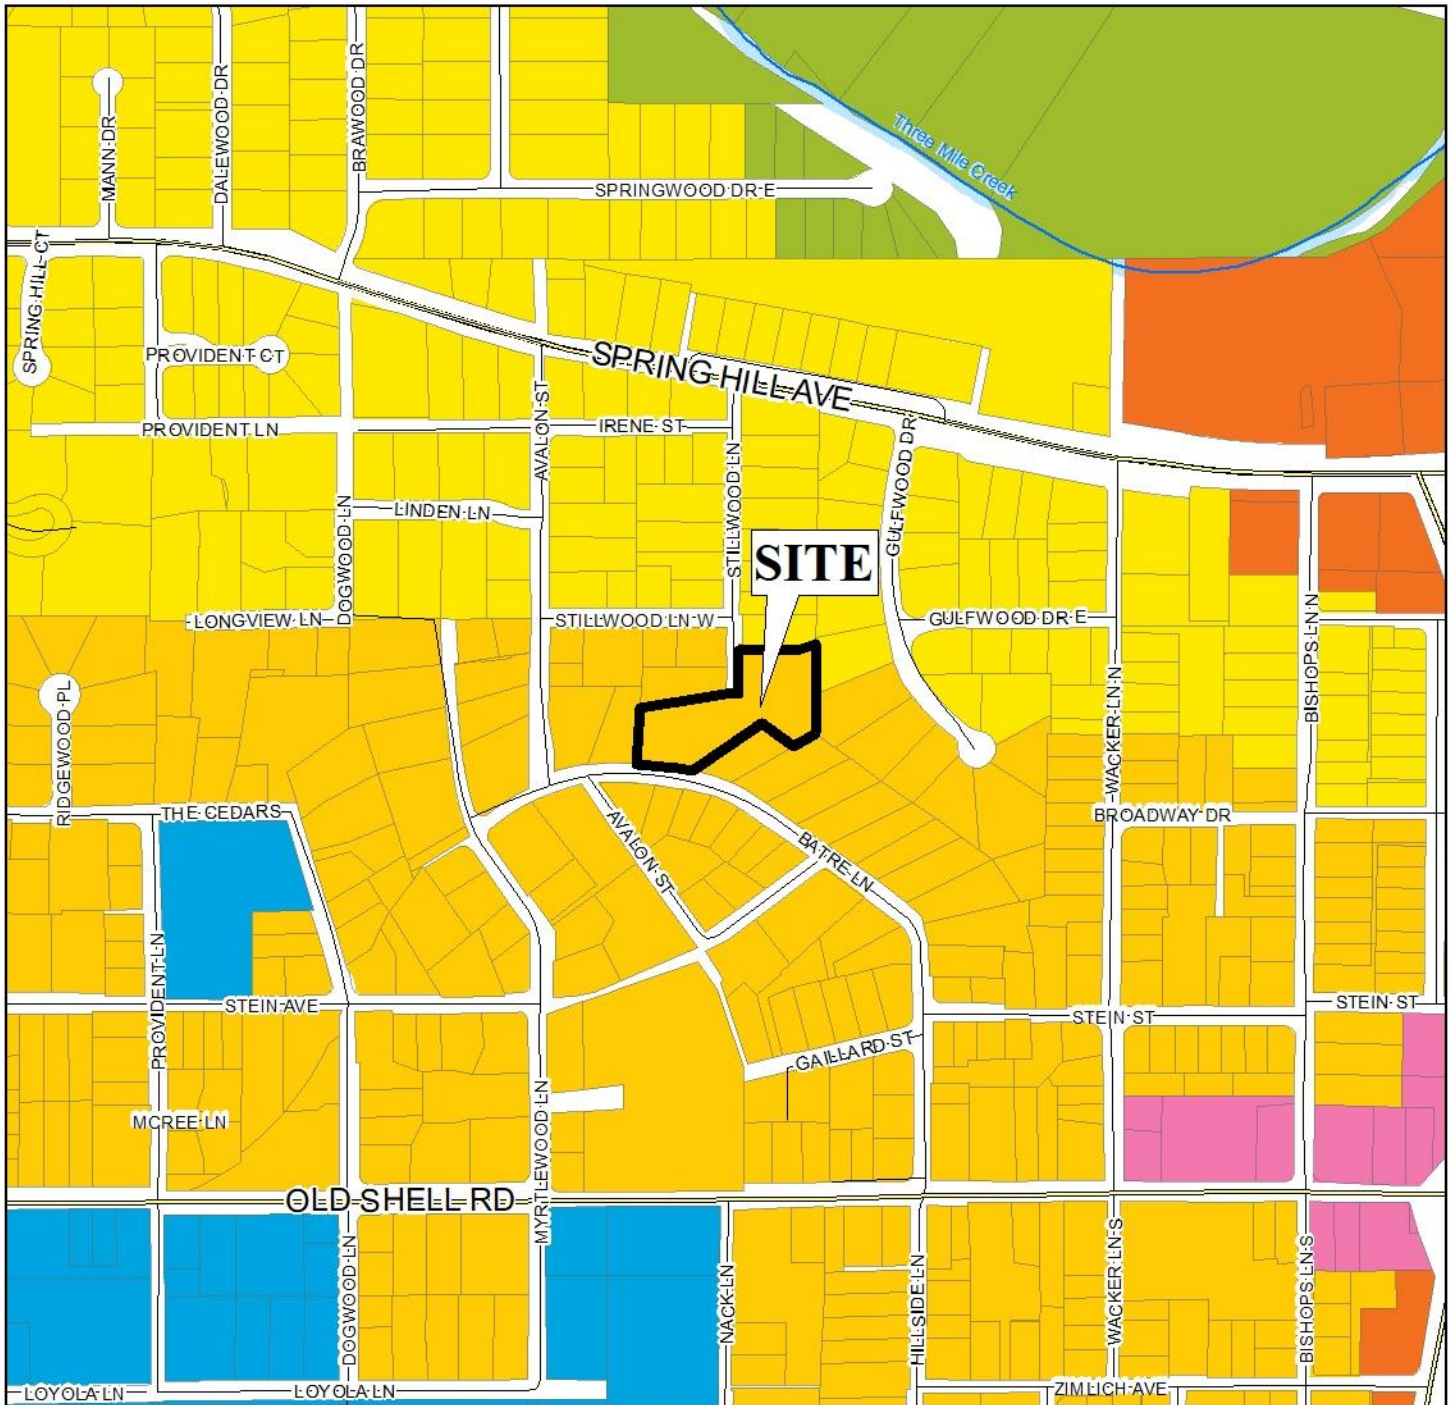 MANN DR
DALEWOOD DR
BRAWOOD DR
Three Mile Creek
SPRINGWOOD DR E
SPRING HILL CT
PROVIDENT CT
SPRING HILL AVE
PROVIDENT LN
AVALON ST
IRENE ST
STILLWOOD LN
GULFWOOD DR
LINDEN LN
DOGWOOD LN
SITE
LONGVIEW LN
STILLWOOD LN W
GULFWOOD DR E
RIDGEWOOD PL
WACKER LN N
BISHOPS LN N
THE CEDARS
AVALON ST
BATRE LN
BROADWAY DR
PROVIDENT LN
STEIN AVE
STEIN ST
STEIN ST
GAILLARD ST
MCREE LN
MYRTLEWOOD LN
OLD SHELL RD
DOGWOOD LN
NACK LN
HILLSIDE LN
WACKER LN S
BISHOPS LN S
LOYOLA LN
LOYOLA LN
ZIMLICH AVE